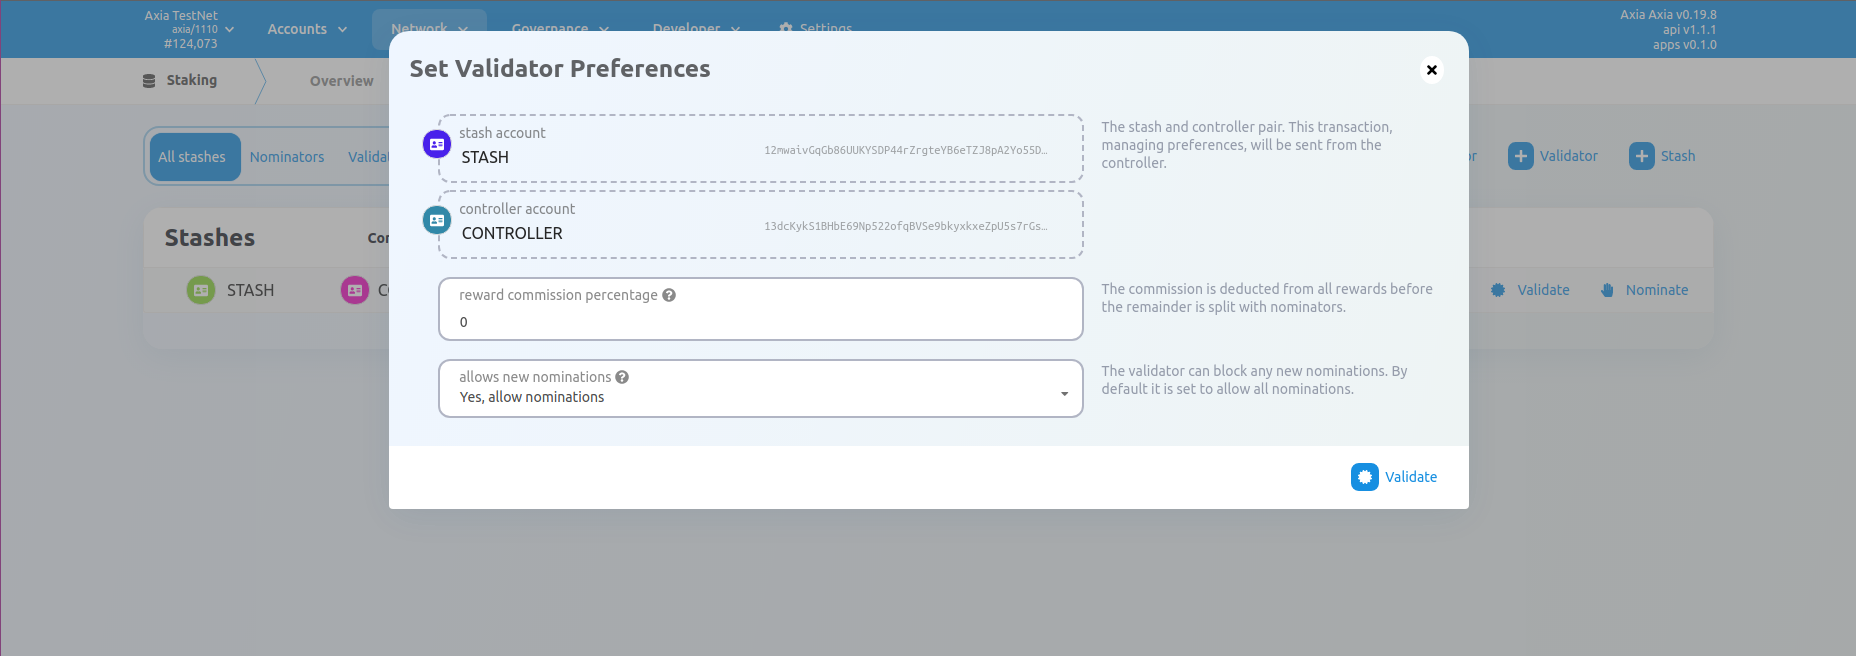 Axia TestNet
axia/1110
#124,073
Accounts
Network
Governance
Developer
Settings
Axia Axia v0.19.8
api v1.1.1
apps v0.1.0
Staking
Overview
Set Validator Preferences
stash account
STASH
12mwaivGqGb86UUKYSDP44rZrgteYB6eTZJ8pA2Yo55D…
The stash and controller pair. This transaction,
managing preferences, will be sent from the
controller.
controller account
CONTROLLER
13dcKykS1BHbE69Np522ofqBVSe9bkyxkxeZpU5s7rGs…
reward commission percentage
0
The commission is deducted from all rewards before
the remainder is split with nominators.
allows new nominations
Yes, allow nominations
The validator can block any new nominations. By
default it is set to allow all nominations.
Validate
All stashes
Nominators
Validator
Stash
Stashes
STASH
Validate
Nominate